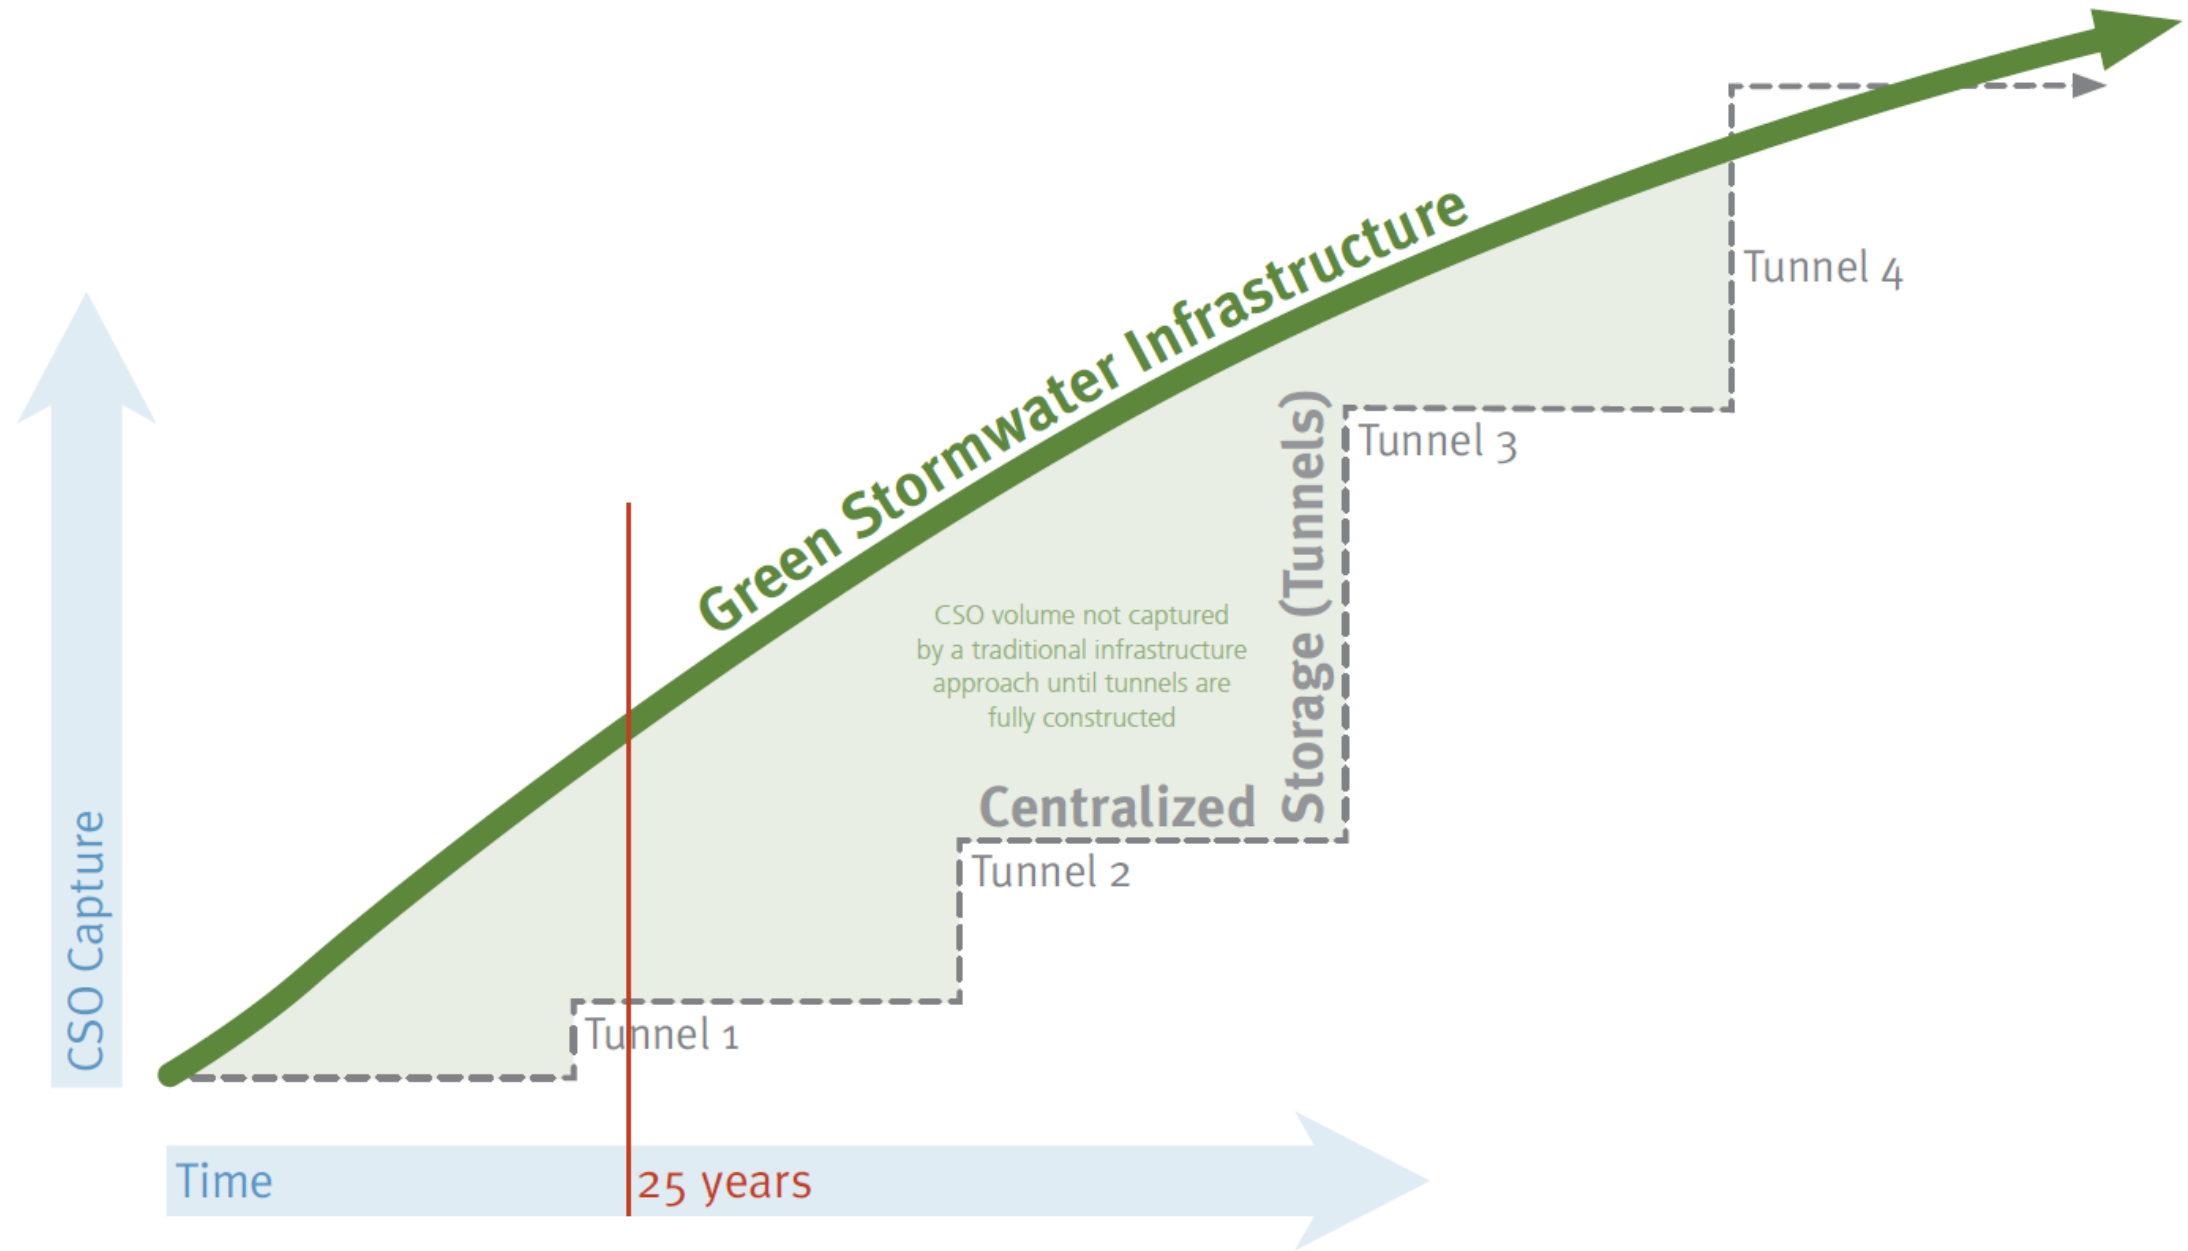 Green Stormwater Infrastructure
Tunnel 4
Tunnel 3
Storage (Tunnels)
CSO volume not captured
by a traditional infrastructure
approach until tunnels are
fully constructed
Centralized
Tunnel 2
Tunnel 1
CSO Capture
Time
25 years